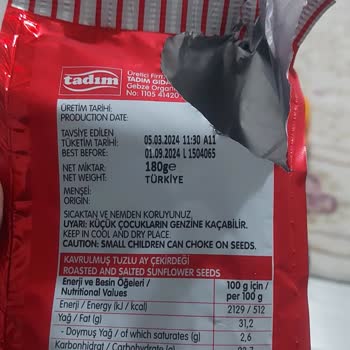 tadım
Üretici Firma
TADIM GIDA
Gebze Organi
No: 1105 41420
ÜRETİM TARİHİ:
PRODUCTION DATE:
TAVSİYE EDİLEN
TÜKETİM TARİHİ: 05.03.2024 11:30 A11
BEST BEFORE: 01.09.2024 L 1504065
NET MİKTAR: 180g℮
NET WEIGHT: TÜRKİYE
MENŞEİ:
ORIGIN:
SICAKTAN VE NEMDEN KORUYUNUZ.
UYARI: KÜÇÜK ÇOCUKLARIN GENZİNE KAÇABİLİR.
KEEP IN COOL AND DRY PLACE.
CAUTION: SMALL CHILDREN CAN CHOKE ON SEEDS.
KAVRULMUŞ TUZLU AY ÇEKİRDEĞİ
ROASTED AND SALTED SUNFLOWER SEEDS
Enerji ve Besin Öğeleri / 100 g için /
Nutritional Values per 100 g
Enerji / Energy (kJ / kcal) 2129 / 512
Yağ / Fat (g) 31,2
- Doymuş Yağ / of which saturates (g) 2,6
Karbonhidrat / Carbohydrate (g)